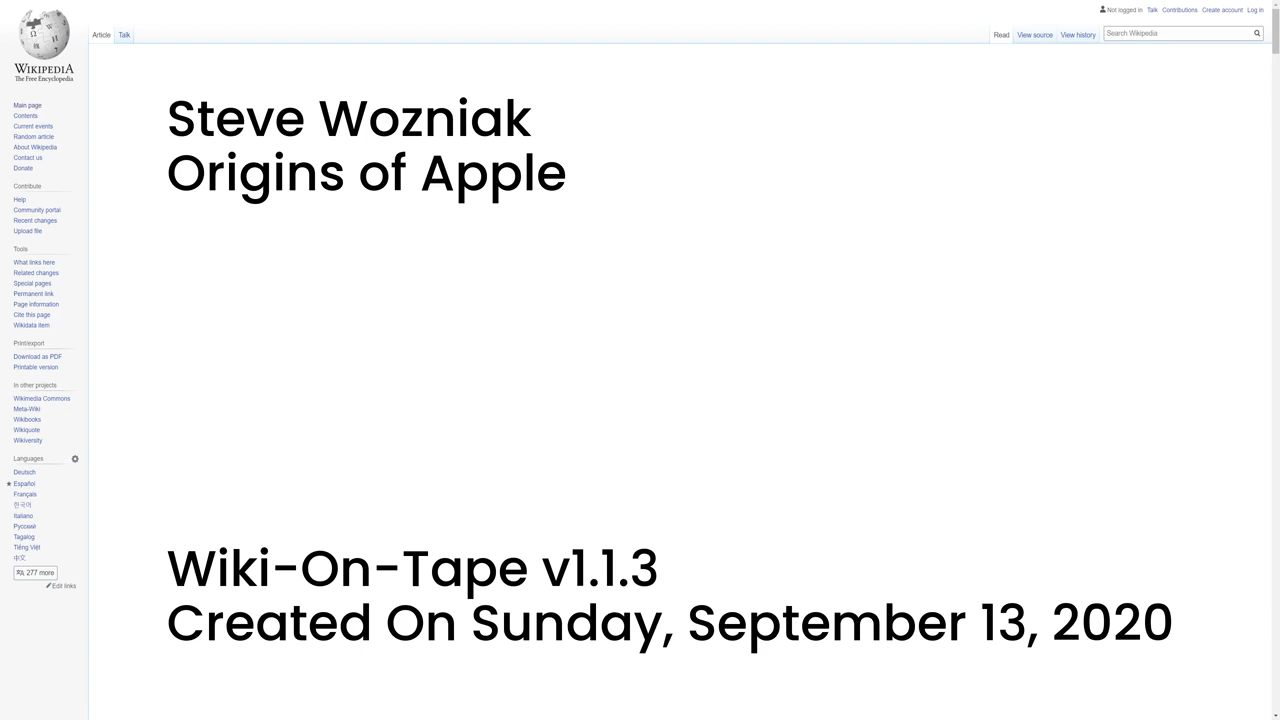 Not logged in Talk Contributions Create account Log in
Article Talk
Read View source View history Search Wikipedia
WIKIPEDIA
The Free Encyclopedia
Main page
Contents
Current events
Random article
About Wikipedia
Contact us
Donate
Contribute
Help
Community portal
Recent changes
Upload file
Tools
What links here
Related changes
Special pages
Permanent link
Page information
Cite this page
Wikidata item
Print/export
Download as PDF
Printable version
In other projects
Wikimedia Commons
Meta-Wiki
Wikibooks
Wikiquote
Wikiversity
Languages
Deutsch
Español
Français
한국어
Italiano
Русский
Tagalog
Tiếng Việt
中文
277 more
Edit links
Steve Wozniak
Origins of Apple
Wiki-On-Tape v1.1.3
Created On Sunday, September 13, 2020